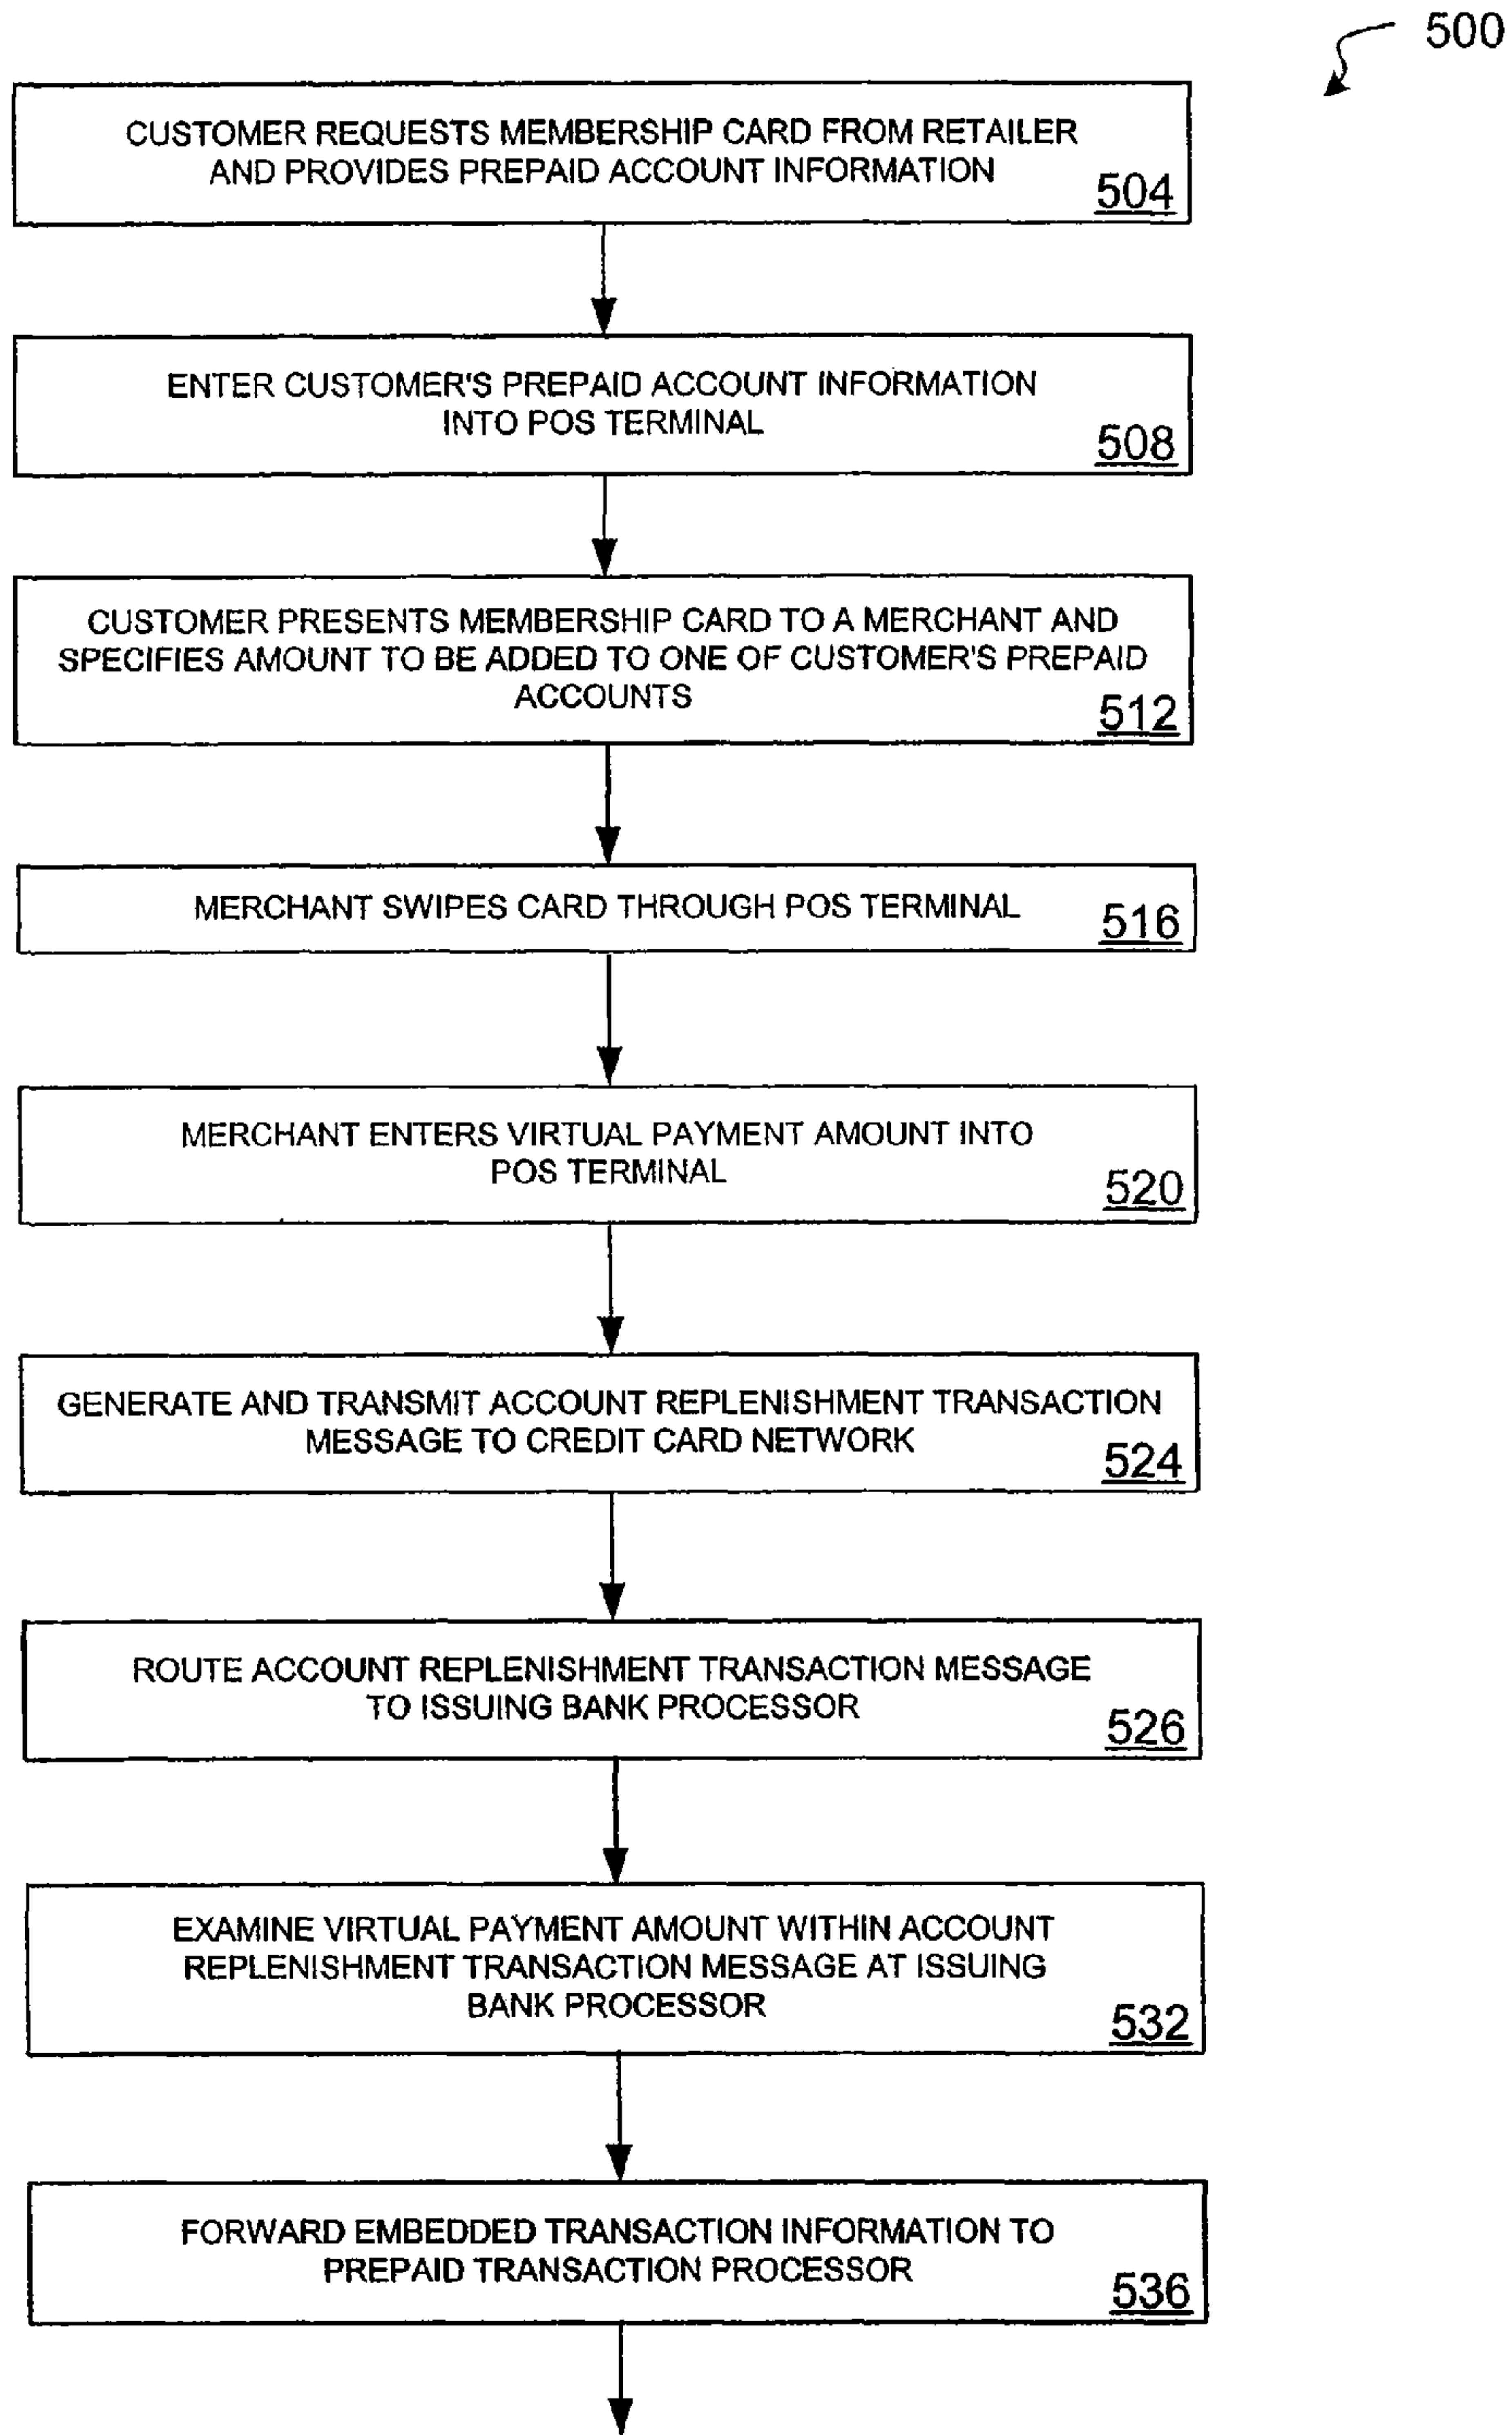 500
CUSTOMER REQUESTS MEMBERSHIP CARD FROM RETAILER
AND PROVIDES PREPAID ACCOUNT INFORMATION
504
ENTER CUSTOMER'S PREPAID ACCOUNT INFORMATION
INTO POS TERMINAL
508
CUSTOMER PRESENTS MEMBERSHIP CARD TO A MERCHANT AND
SPECIFIES AMOUNT TO BE ADDED TO ONE OF CUSTOMER'S PREPAID
ACCOUNTS
512
MERCHANT SWIPES CARD THROUGH POS TERMINAL
516
MERCHANT ENTERS VIRTUAL PAYMENT AMOUNT INTO
POS TERMINAL
520
GENERATE AND TRANSMIT ACCOUNT REPLENISHMENT TRANSACTION
MESSAGE TO CREDIT CARD NETWORK
524
ROUTE ACCOUNT REPLENISHMENT TRANSACTION MESSAGE
TO ISSUING BANK PROCESSOR
526
EXAMINE VIRTUAL PAYMENT AMOUNT WITHIN ACCOUNT
REPLENISHMENT TRANSACTION MESSAGE AT ISSUING
BANK PROCESSOR
532
FORWARD EMBEDDED TRANSACTION INFORMATION TO
PREPAID TRANSACTION PROCESSOR
536